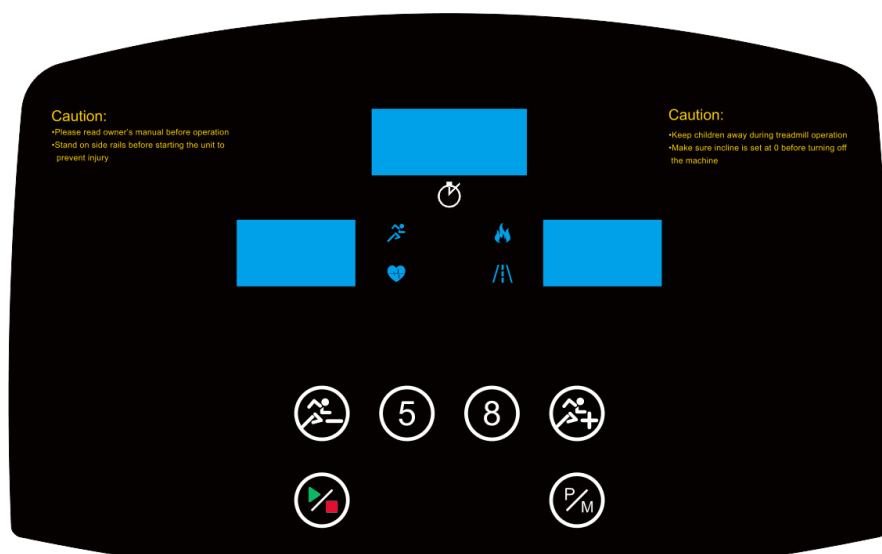 Caution:
•Please read owner's manual before operation
•Stand on side rails before starting the unit to
prevent injury
Caution:
•Keep children away during treadmill operation
•Make sure incline is set at 0 before turning off
the machine
5
8
P/M